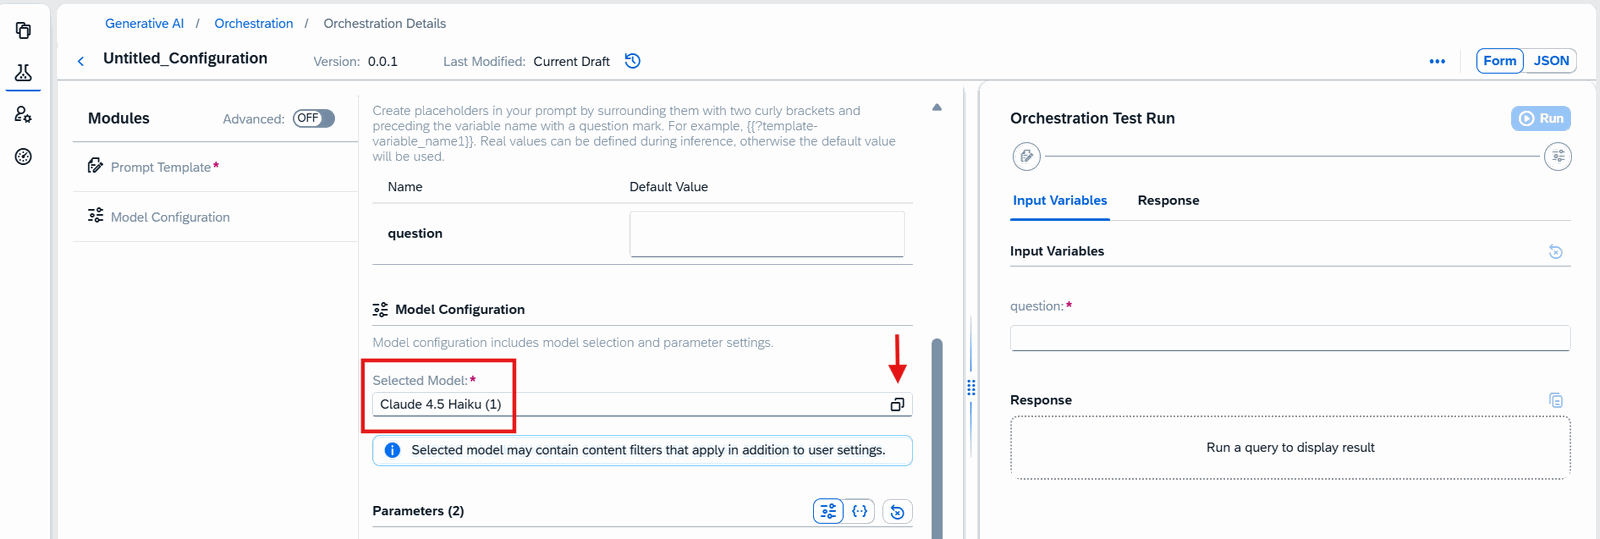 Generative AI / Orchestration / Orchestration Details
Untitled_Configuration
Version: 0.0.1
Last Modified: Current Draft
Form
JSON
Modules
Advanced: OFF
Prompt Template*
Model Configuration
Create placeholders in your prompt by surrounding them with two curly brackets and
preceding the variable name with a question mark. For example, {{?template-
variable_name1}}. Real values can be defined during inference, otherwise the default value
will be used.
Name Default Value
question
Model Configuration
Model configuration includes model selection and parameter settings.
Selected Model:*
Claude 4.5 Haiku (1)
Selected model may contain content filters that apply in addition to user settings.
Parameters (2)
Orchestration Test Run
Run
Input Variables Response
Input Variables
question:*
Response
Run a query to display result